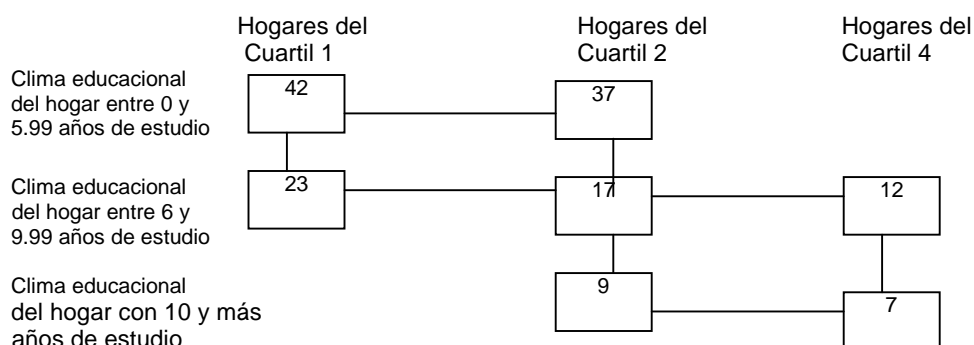 Hogares del
Cuartil 1
Hogares del
Cuartil 2
Hogares del
Cuartil 4
Clima educacional
del hogar entre 0 y
5.99 años de estudio
42
37
Clima educacional
del hogar entre 6 y
9.99 años de estudio
23
17
12
Clima educacional
del hogar con 10 y más
años de estudio
9
7